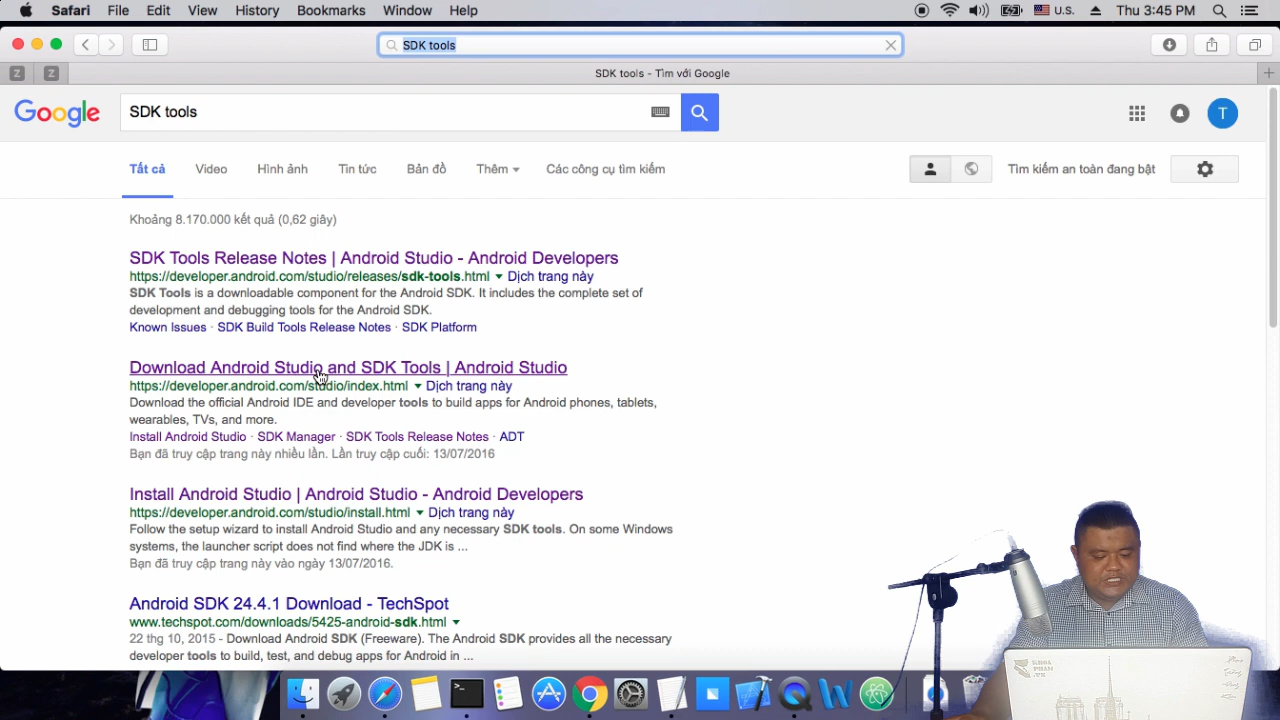 Safari File Edit View History Bookmarks Window Help U.S. Thu 3:45 PM
SDK tools
Z Z SDK tools - Tìm với Google
Google SDK tools T
Tất cả Video Hình ảnh Tin tức Bản đồ Thêm Các công cụ tìm kiếm Tìm kiếm an toàn đang bật
Khoảng 8.170.000 kết quả (0,62 giây)
SDK Tools Release Notes | Android Studio - Android Developers
https://developer.android.com/studio/releases/sdk-tools.html Dịch trang này
SDK Tools is a downloadable component for the Android SDK. It includes the complete set of
development and debugging tools for the Android SDK.
Known Issues · SDK Build Tools Release Notes · SDK Platform
Download Android Studio and SDK Tools | Android Studio
https://developer.android.com/studio/index.html Dịch trang này
Download the official Android IDE and developer tools to build apps for Android phones, tablets,
wearables, TVs, and more.
Install Android Studio · SDK Manager · SDK Tools Release Notes · ADT
Bạn đã truy cập trang này nhiều lần. Lần truy cập cuối: 13/07/2016
Install Android Studio | Android Studio - Android Developers
https://developer.android.com/studio/install.html Dịch trang này
Follow the setup wizard to install Android Studio and any necessary SDK tools. On some Windows
systems, the launcher script does not find where the JDK is ...
Bạn đã truy cập trang này vào ngày 13/07/2016.
Android SDK 24.4.1 Download - TechSpot
www.techspot.com/downloads/5425-android-sdk.html
22 thg 10, 2015 - Download Android SDK (Freeware). The Android SDK provides all the necessary
developer tools to build, test, and debug apps for Android in ...
KHOA
PHAM